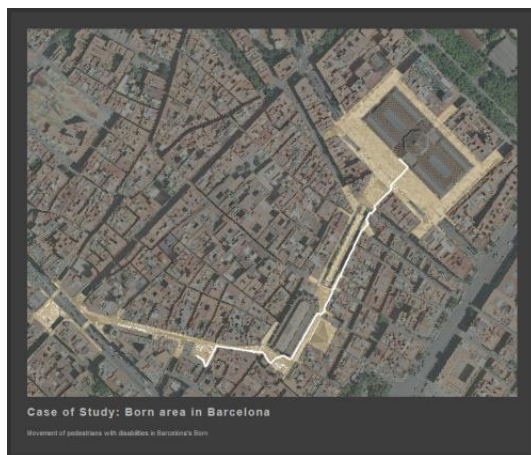 Case of Study: Born area in Barcelona
Movement of pedestrians with disabilities in Barcelona's Born